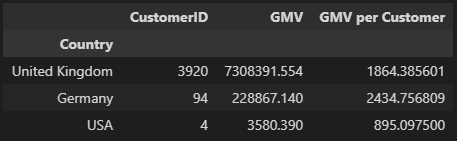 CustomerID GMV GMV per Customer
Country
United Kingdom 3920 7308391.554 1864.385601
Germany 94 228867.140 2434.756809
USA 4 3580.390 895.097500